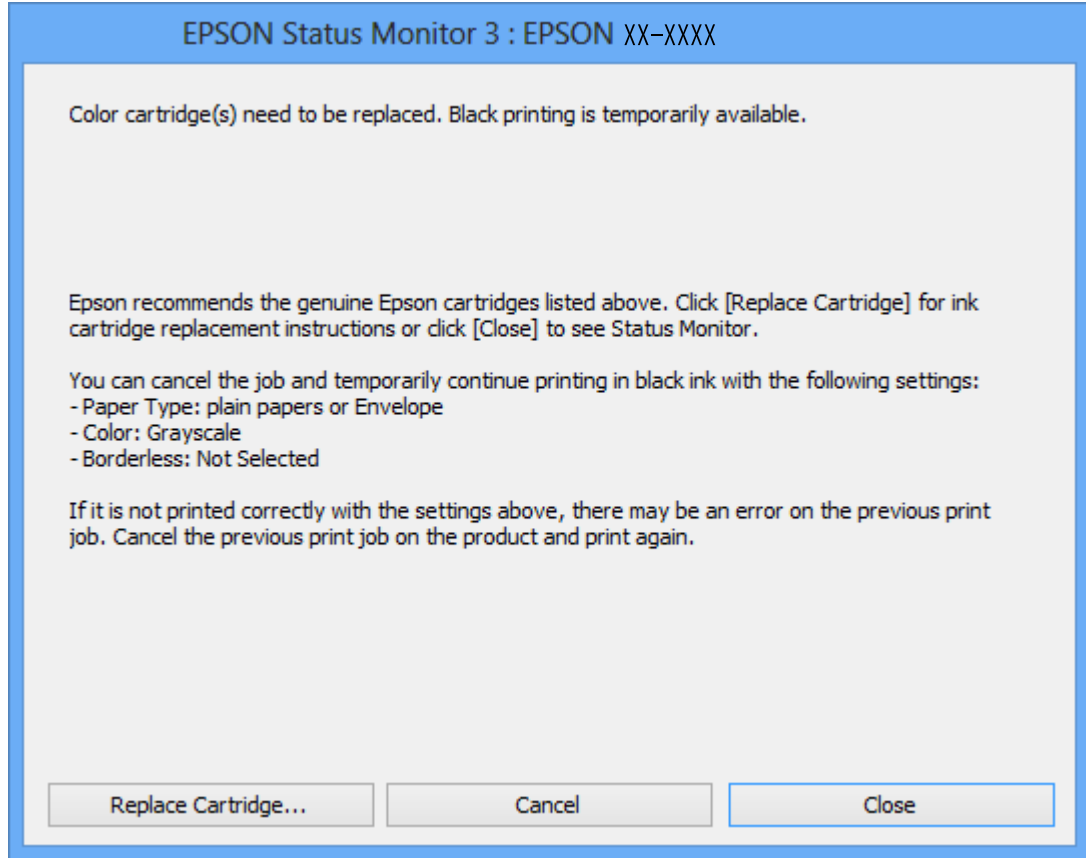 EPSON Status Monitor 3 : EPSON XX-XXXX
Color cartridge(s) need to be replaced. Black printing is temporarily available.
Epson recommends the genuine Epson cartridges listed above. Click [Replace Cartridge] for ink
cartridge replacement instructions or click [Close] to see Status Monitor.
You can cancel the job and temporarily continue printing in black ink with the following settings:
- Paper Type: plain papers or Envelope
- Color: Grayscale
- Borderless: Not Selected
If it is not printed correctly with the settings above, there may be an error on the previous print
job. Cancel the previous print job on the product and print again.
Replace Cartridge...
Cancel
Close